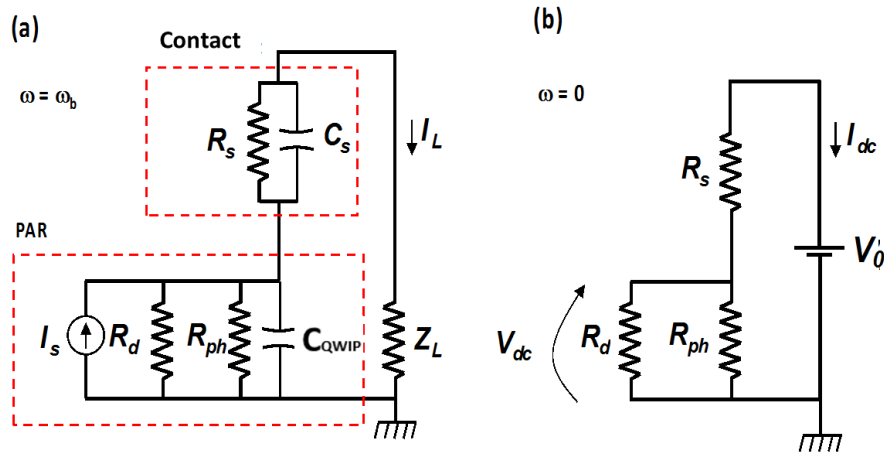 (a)
Contact
ω = ω_b
R_s
C_s
I_L
PAR
I_s
R_d
R_ph
C_QWIP
Z_L
(b)
ω = 0
I_dc
R_s
V_0'
V_dc
R_d
R_ph